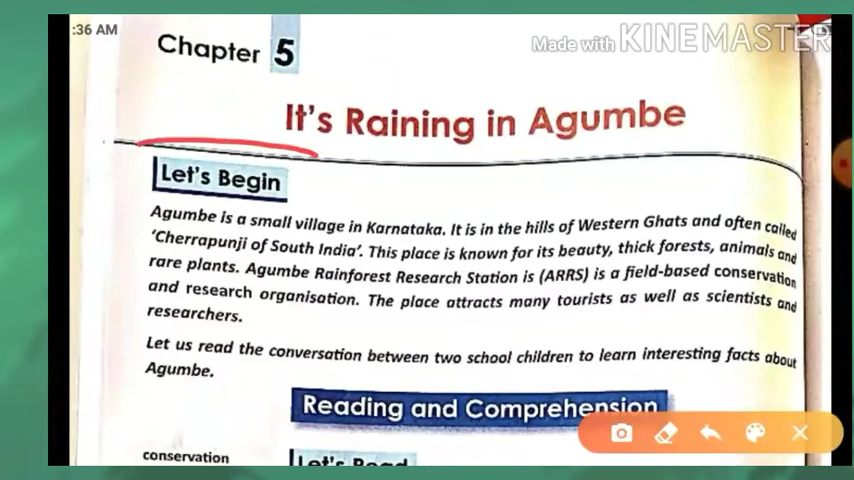 :36 AM
Made with KINEMASTER
Chapter 5
It's Raining in Agumbe
Let's Begin
Agumbe is a small village in Karnataka. It is in the hills of Western Ghats and often called
'Cherrapunji of South India'. This place is known for its beauty, thick forests, animals and
rare plants. Agumbe Rainforest Research Station is (ARRS) is a field-based conservation
and research organisation. The place attracts many tourists as well as scientists and
researchers.
Let us read the conversation between two school children to learn interesting facts about
Agumbe.
Reading and Comprehension
conservation
Let's Read